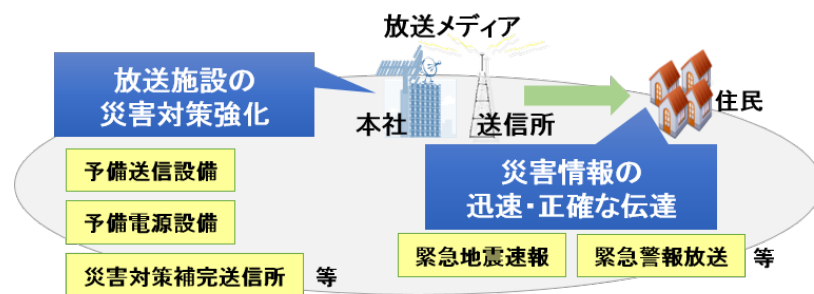 放送メディア
放送施設の
災害対策強化
本社
送信所
住民
災害情報の
迅速・正確な伝達
予備送信設備
予備電源設備
災害対策補完送信所 等
緊急地震速報
緊急警報放送 等